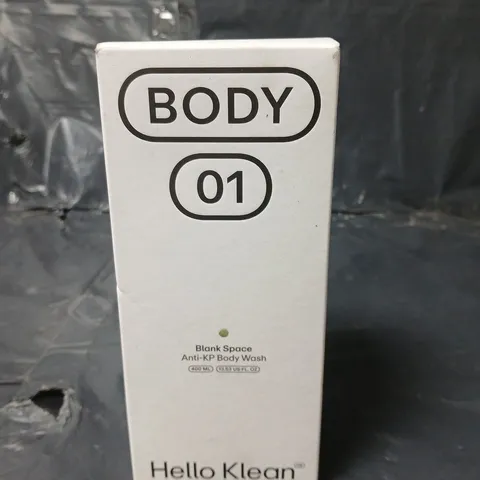 BODY
01
Blank Space
Anti-KP Body Wash
400 ML 13.53 US FL. OZ
Hello Klean